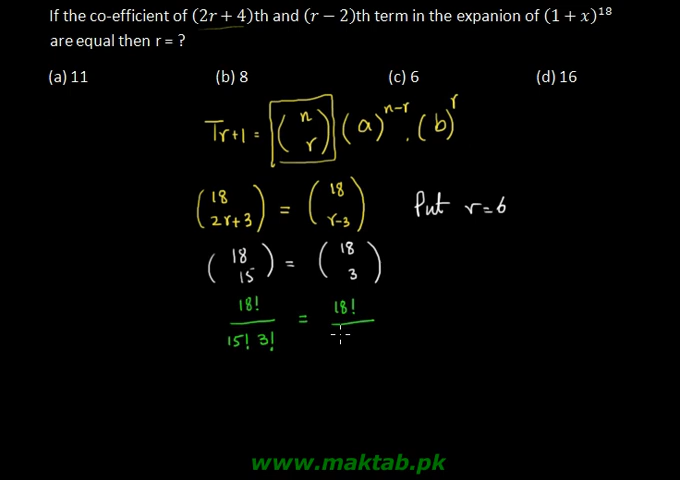 If the co-efficient of (2r + 4)th and (r − 2)th term in the expanion of (1 + x)¹⁸
are equal then r = ?
(a) 11 (b) 8 (c) 6 (d) 16
Tr+1 = (n r) (a)^n-r . (b)^r
(18 2r+3) = (18 r-3) Put r=6
(18 15) = (18 3)
18! / 15! 3! = 18! /
www.maktab.pk